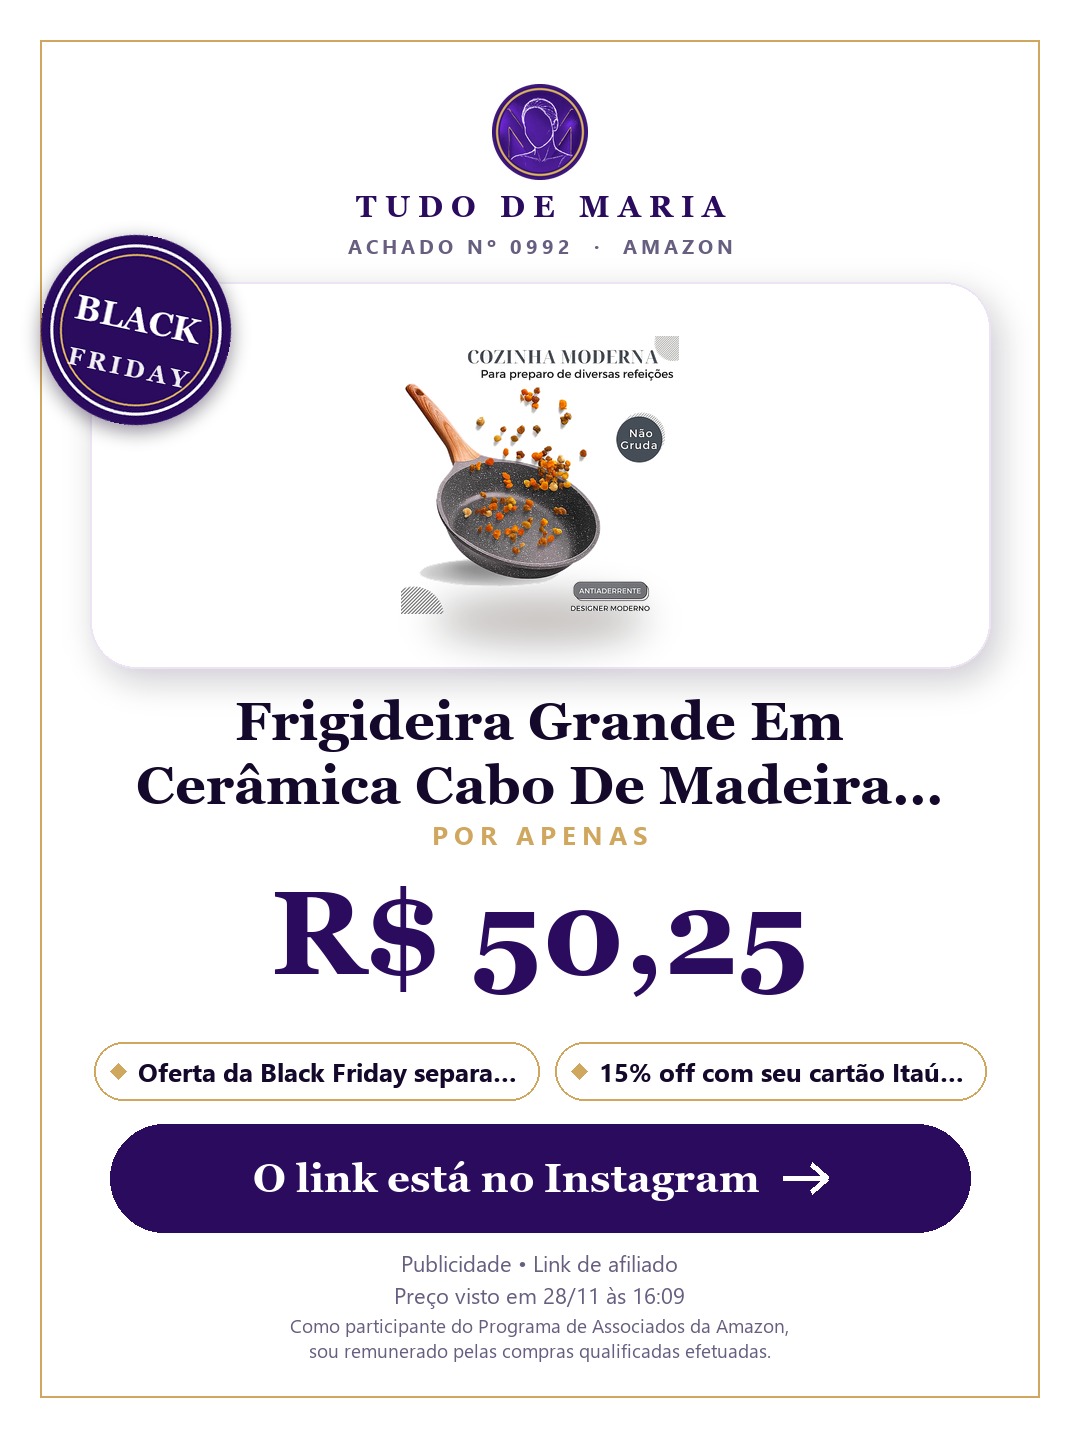 TUDO DE MARIA
ACHADO Nº 0992 · AMAZON
BLACK
FRIDAY
COZINHA MODERNA
Para preparo de diversas refeições
Não
Gruda
ANTIADERRENTE
DESIGNER MODERNO
Frigideira Grande Em
Cerâmica Cabo De Madeira...
POR APENAS
R$ 50,25
Oferta da Black Friday separa...
15% off com seu cartão Itaú...
O link está no Instagram →
Publicidade • Link de afiliado
Preço visto em 28/11 às 16:09
Como participante do Programa de Associados da Amazon,
sou remunerado pelas compras qualificadas efetuadas.